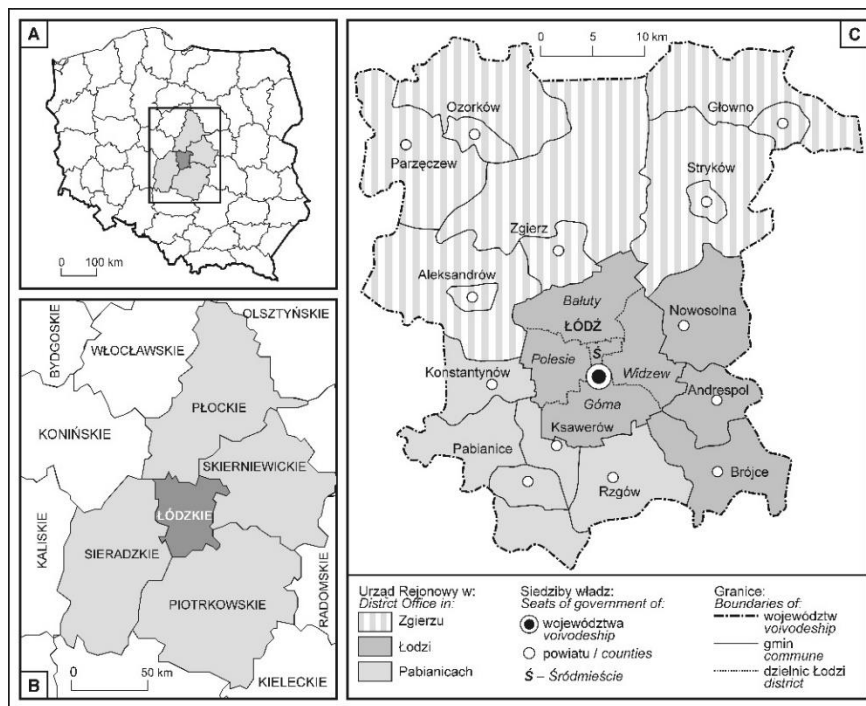 A
0 100 km
B
BYDGOSKIE
WŁOCŁAWSKIE
OLSZTYŃSKIE
PŁOCKIE
KONIŃSKIE
SKIERNIEWICKIE
ŁÓDZKIE
KALISKIE
SIERADZKIE
RADOMSKIE
PIOTRKOWSKIE
KIELECKIE
0 50 km
C
0 5 10 km
Ozorków
Głowno
Parzęczew
Stryków
Zgierz
Aleksandrów
Bałuty
Nowosolna
ŁÓDŹ
Ś
Polesie
Konstantynów
Widzew
Andrespol
Górna
Ksawerów
Pabianice
Brójce
Rzgów
Urząd Rejonowy w:
District Office in:
Zgierzu
Łodzi
Pabianicach
Siedziby władz:
Seats of government of:
województwa
voivodeship
powiatu / counties
Ś – Śródmieście
Granice:
Boundaries of:
województw
voivodeship
gmin
commune
dzielnic Łodzi
district